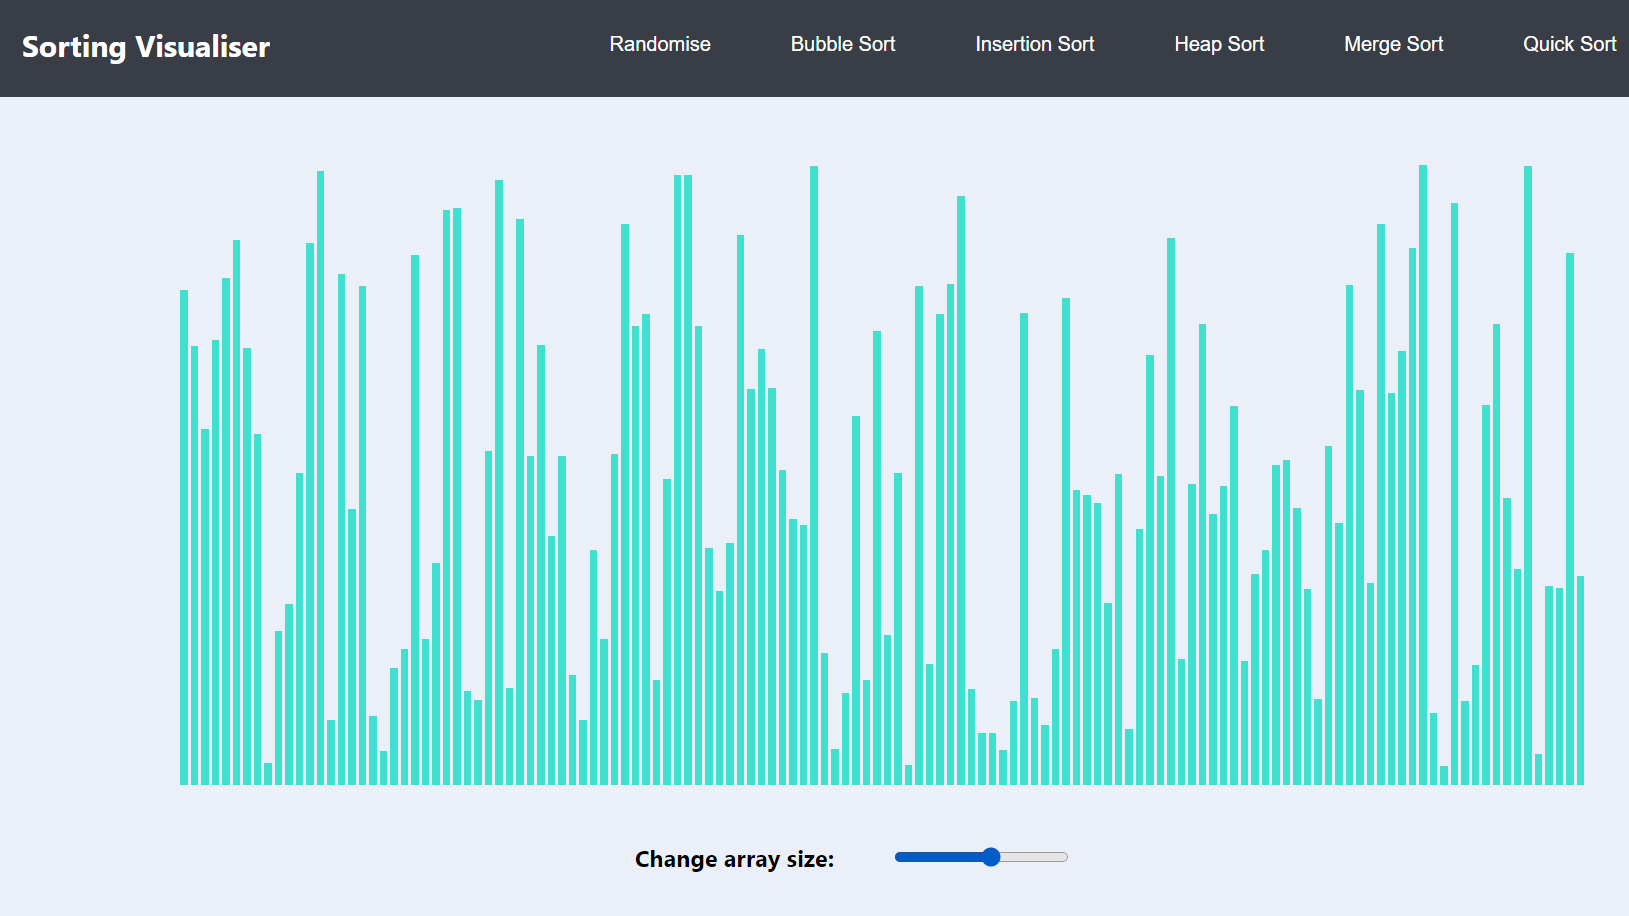 Sorting Visualiser
Randomise
Bubble Sort
Insertion Sort
Heap Sort
Merge Sort
Quick Sort
Change array size: